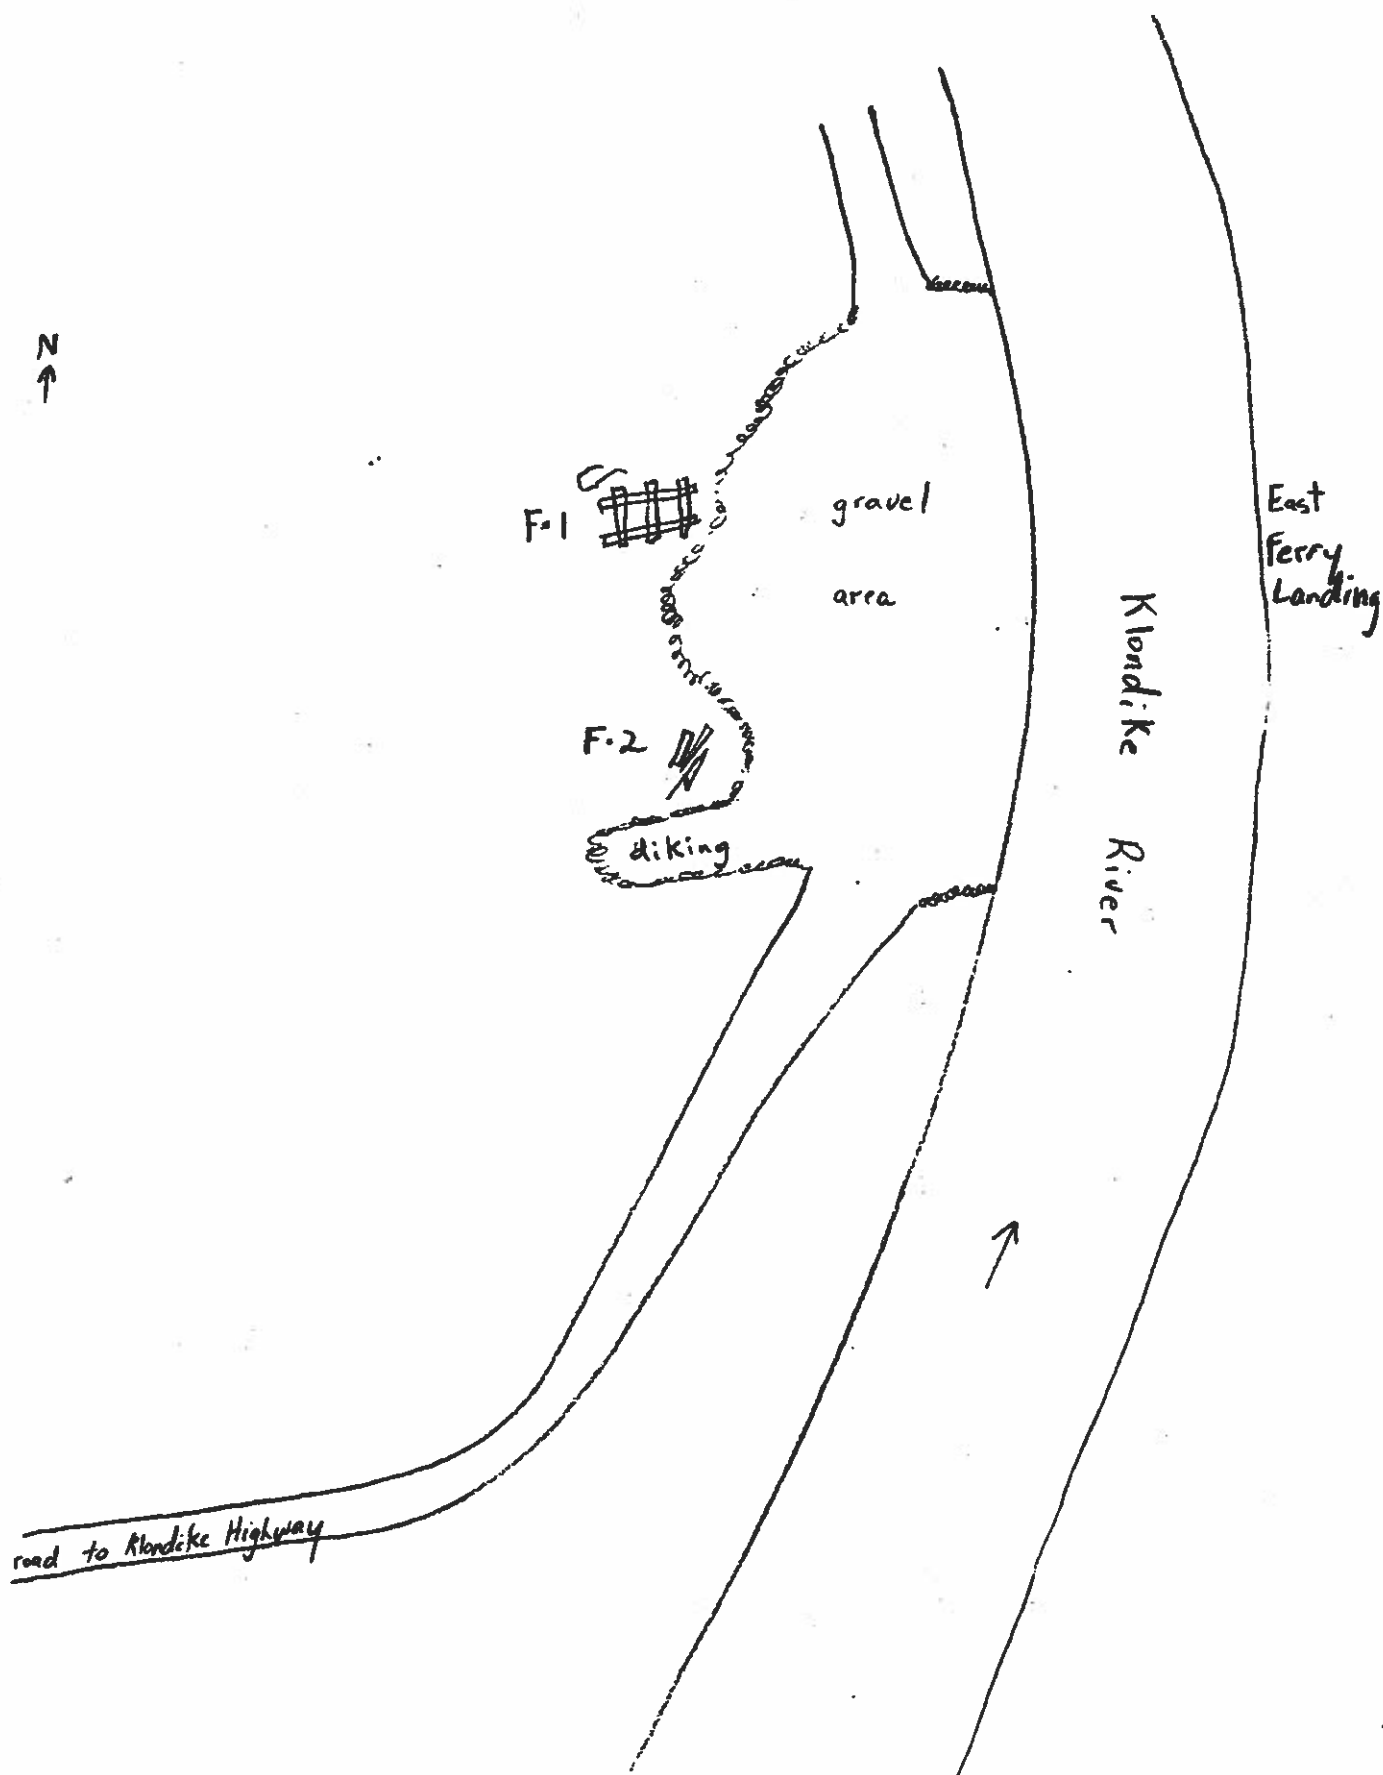 N
East
F.1
gravel
Ferry
area
Landing
Klondike
River
F.2
diking
road to Klondike Highway